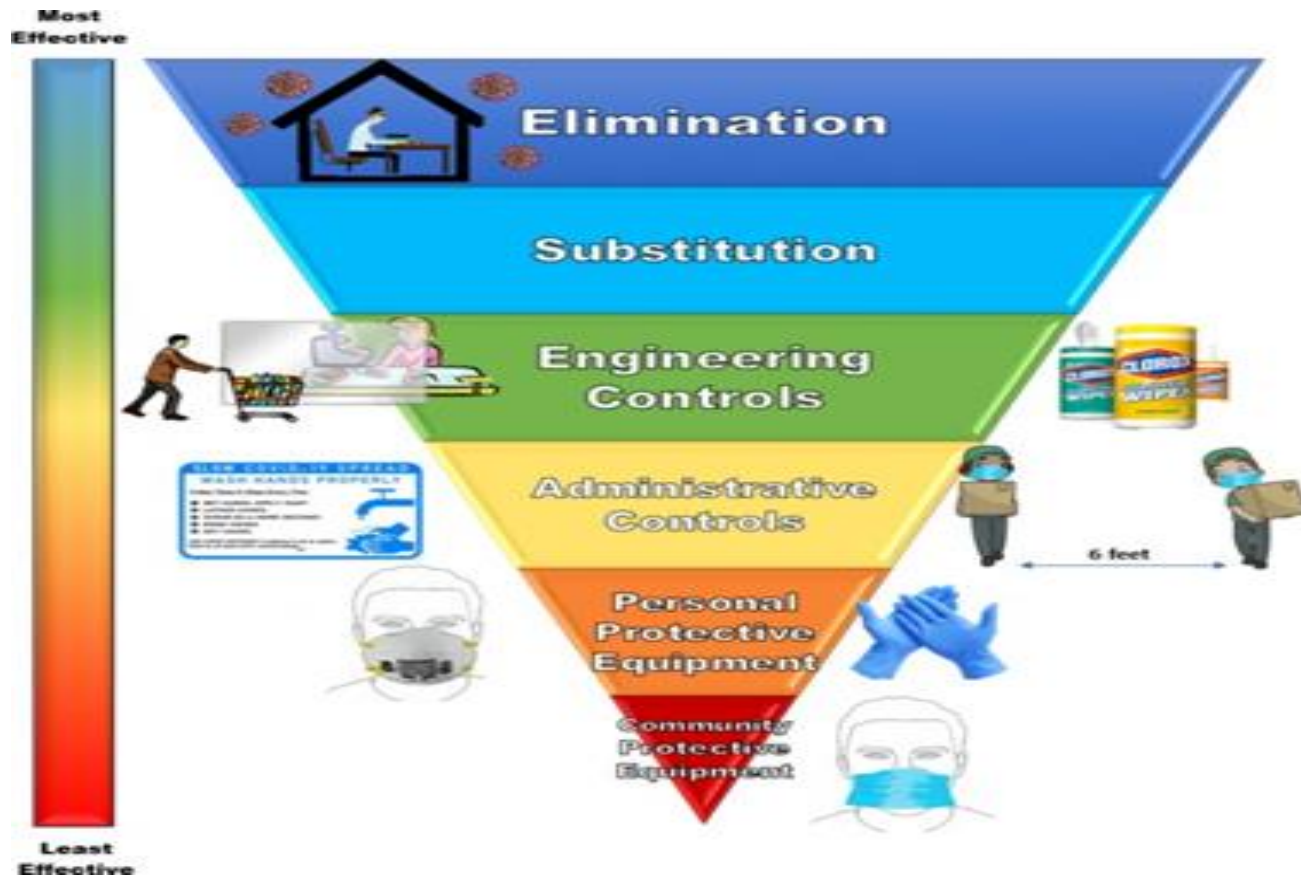 Most
Effective
Elimination
Substitution
Engineering
Controls
CLOROX
WIPES
SLOW COVID-19 SPREAD
WASH HANDS PROPERLY
Administrative
Controls
6 feet
Personal
Protective
Equipment
Community
Protective
Equipment
Least
Effective